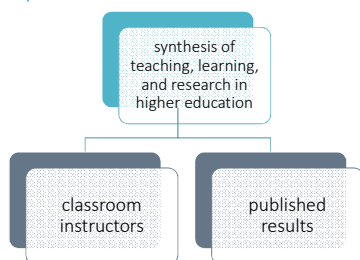 synthesis of
teaching, learning,
and research in
higher education
classroom
instructors
published
results